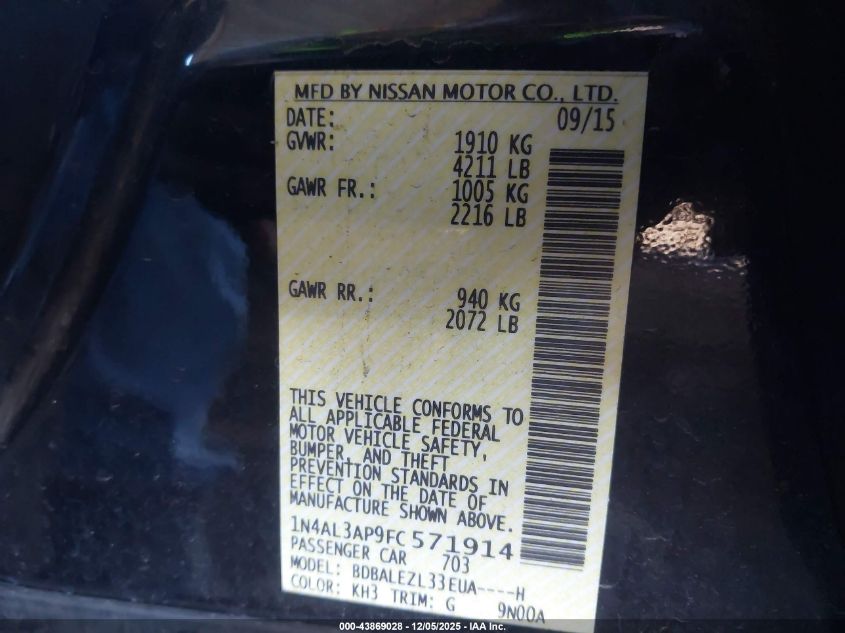 MFD BY NISSAN MOTOR CO., LTD.
DATE: 09/15
GVWR: 1910 KG
4211 LB
GAWR FR.: 1005 KG
2216 LB
GAWR RR.: 940 KG
2072 LB
THIS VEHICLE CONFORMS TO
ALL APPLICABLE FEDERAL
MOTOR VEHICLE SAFETY,
BUMPER, AND THEFT
PREVENTION STANDARDS IN
EFFECT ON THE DATE OF
MANUFACTURE SHOWN ABOVE.
1N4AL3AP9FC571914
PASSENGER CAR 703
MODEL: BDBALEZL33EUA----H
COLOR: KH3 TRIM: G 9N00A
000-43869028 - 12/05/2025 - IAA Inc.